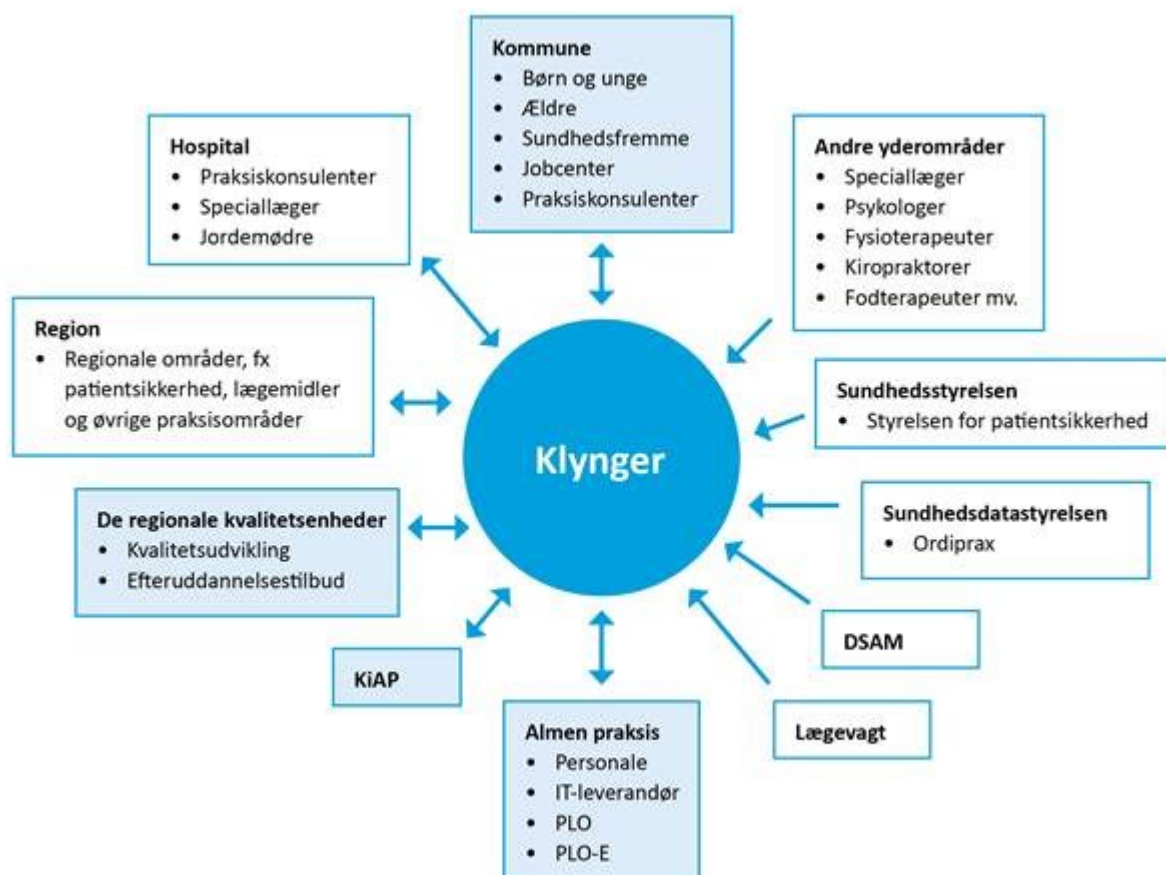 Kommune
• Børn og unge
• Ældre
• Sundhedsfremme
• Jobcenter
• Praksiskonsulenter
Hospital
• Praksiskonsulenter
• Speciallæger
• Jordemødre
Andre yderområder
• Speciallæger
• Psykologer
• Fysioterapeuter
• Kiropraktorer
• Fodterapeuter mv.
Region
• Regionale områder, fx
patientsikkerhed, lægemidler
og øvrige praksisområder
Sundhedsstyrelsen
• Styrelsen for patientsikkerhed
Klynger
De regionale kvalitetsenheder
• Kvalitetsudvikling
• Efteruddannelsestilbud
Sundhedsdatastyrelsen
• Ordiprax
KiAP
DSAM
Almen praksis
• Personale
• IT-leverandør
• PLO
• PLO-E
Lægevagt